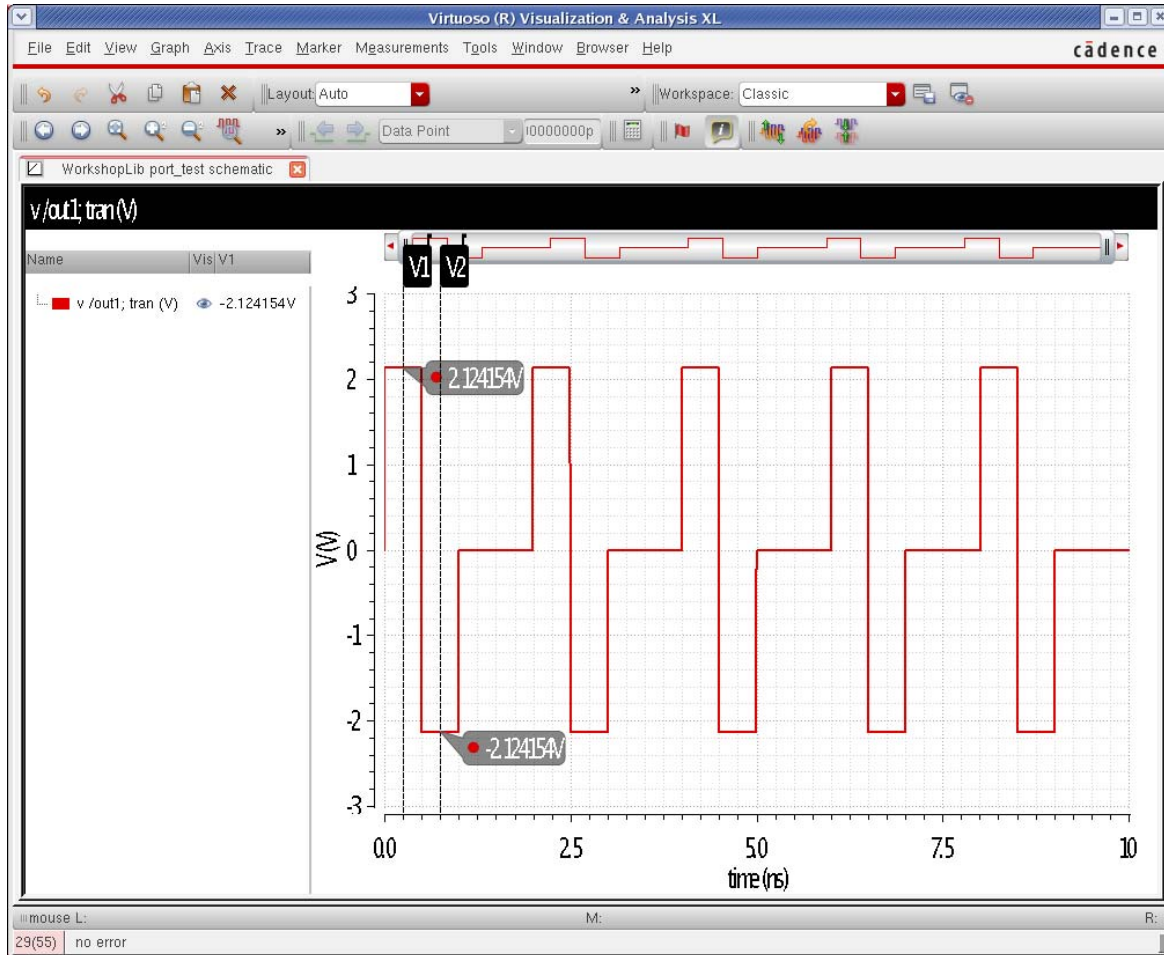 Virtuoso (R) Visualization & Analysis XL
File Edit View Graph Axis Trace Marker Measurements Tools Window Browser Help cādence
Layout: Auto » Workspace: Classic
» Data Point 10000000p
WorkshopLib port_test schematic
v /out1; tran (V)
Name Vis V1
V1 V2
v /out1; tran (V) -2.124154V
3
2
1
0
-1
-2
-3
2.124154V
-2.124154V
V (V)
0.0 2.5 5.0 7.5 10
time (ns)
mouse L: M: R:
29(55) no error